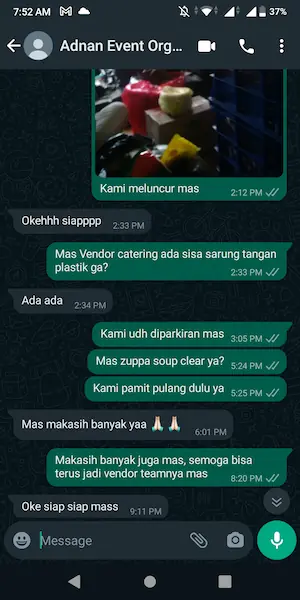 7:52 AM
37%
Adnan Event Org...
Kami meluncur mas
2:12 PM
Okehhh siapppp
2:33 PM
Mas Vendor catering ada sisa sarung tangan
plastik ga?
2:33 PM
Ada ada
2:34 PM
Kami udh diparkiran mas
3:05 PM
Mas zuppa soup clear ya?
5:24 PM
Kami pamit pulang dulu ya
5:25 PM
Mas makasih banyak yaa 🙏🏻 🙏🏻
6:01 PM
Makasih banyak juga mas, semoga bisa
terus jadi vendor teamnya mas
8:20 PM
Oke siap siap mass
9:11 PM
Message